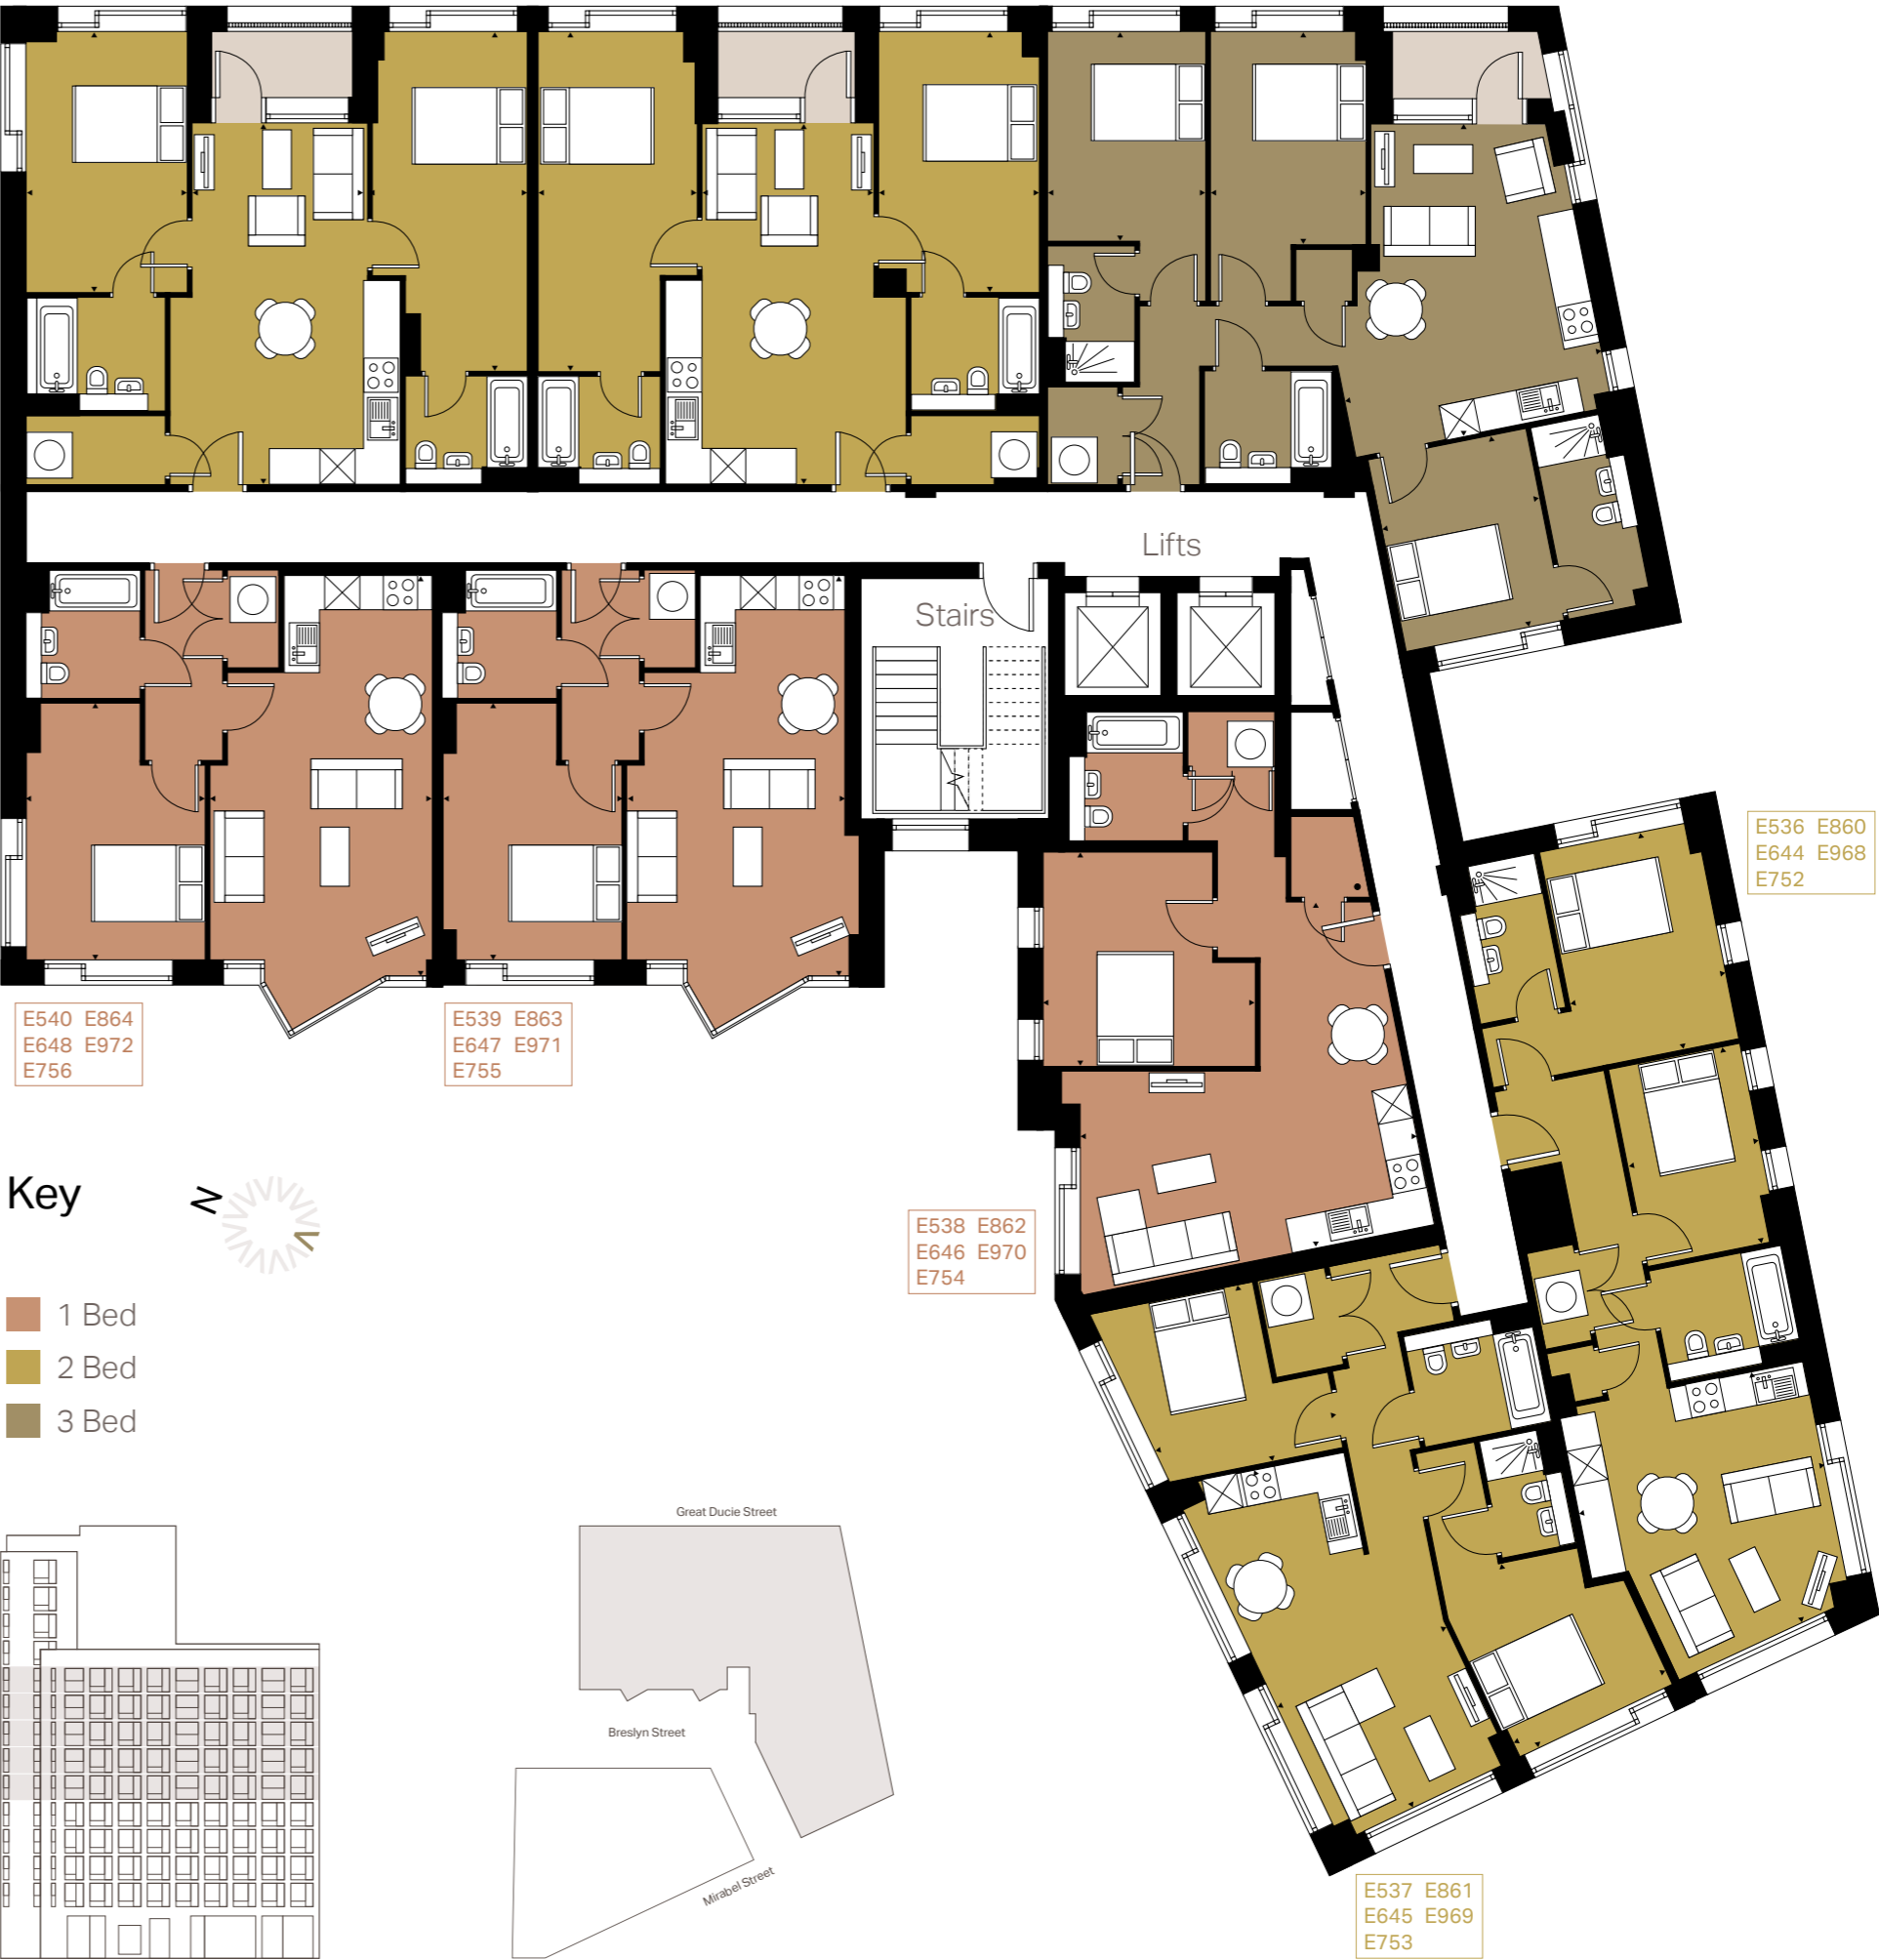 Lifts
Stairs
E536 E860
E644 E968
E752
E540 E864
E648 E972
E756
E539 E863
E647 E971
E755
E538 E862
E646 E970
E754
Key
N
1 Bed
2 Bed
3 Bed
Great Ducie Street
Breslyn Street
Mirabel Street
E537 E861
E645 E969
E753